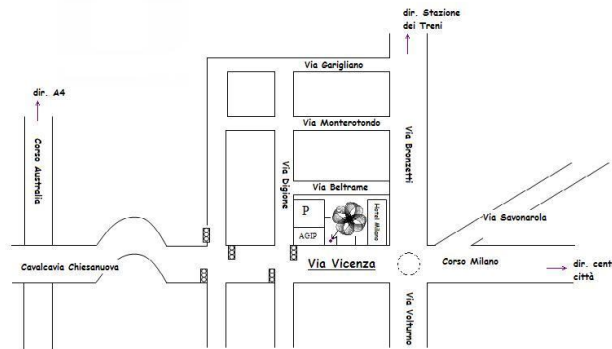 dir. Stazione
dei Treni
Via Garigliano
dir. A4
Via Monterotondo
Corso Australia
Via Digione
Via Bronzetti
Via Beltrame
P
Hotel Milano
Via Savonarola
AGIP
Cavalcavia Chiesanuova
Via Vicenza
Corso Milano
dir. cent
città
Via Volturno